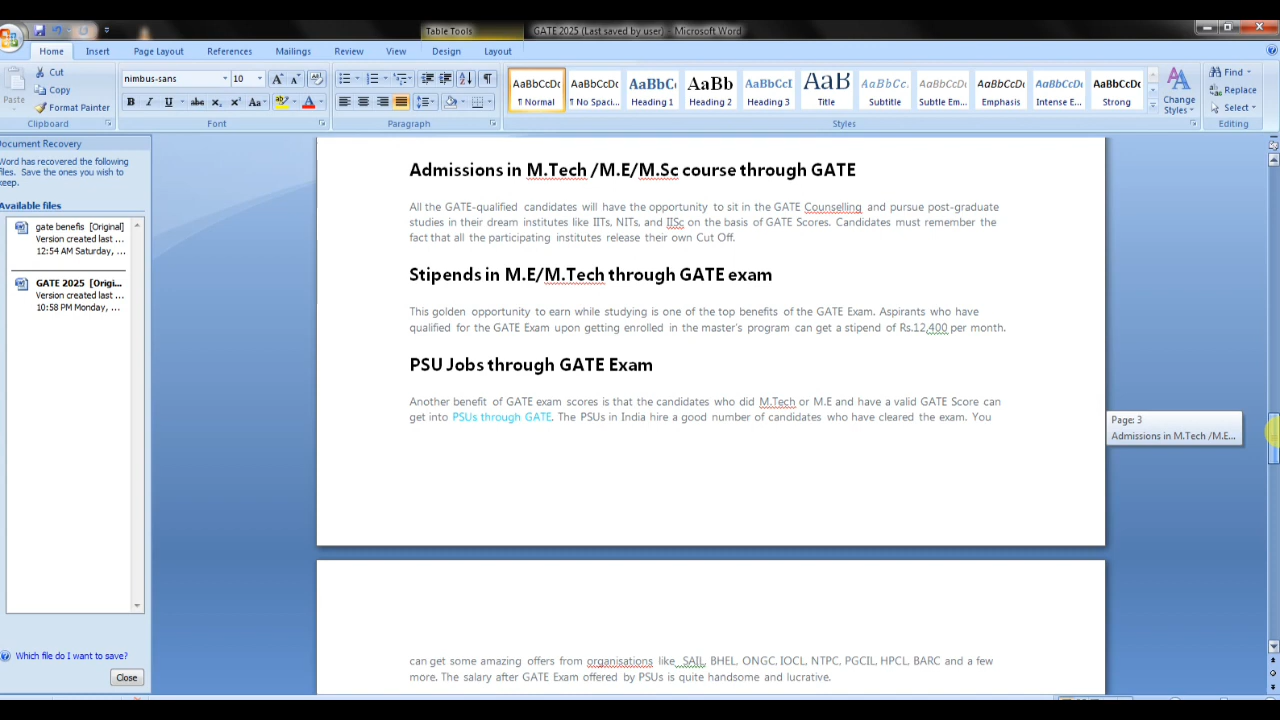 Table Tools
GATE 2025 (Last saved by user) - Microsoft Word
Home Insert Page Layout References Mailings Review View Design Layout
Paste
Cut
Copy
Format Painter
Clipboard
nimbus-sans 10
Font
Paragraph
AaBbCcDc AaBbCcDc AaBbC AaBb AaBbCcI AaB AaBbCcDc AaBbCcDc AaBbCcDc AaBbCcDc AaBbCcDc
¶ Normal ¶ No Spaci... Heading 1 Heading 2 Heading 3 Title Subtitle Subtle Em... Emphasis Intense E... Strong
Change Styles
Styles
Find
Replace
Select
Editing
Document Recovery
Word has recovered the following
files. Save the ones you wish to
keep.
Available files
gate benefis [Original]
Version created last ...
12:54 AM Saturday, ...
GATE 2025 [Origi...
Version created last ...
10:58 PM Monday, ...
Which file do I want to save?
Close
Admissions in M.Tech /M.E/M.Sc course through GATE
All the GATE-qualified candidates will have the opportunity to sit in the GATE Counselling and pursue post-graduate
studies in their dream institutes like IITs, NITs, and IISc on the basis of GATE Scores. Candidates must remember the
fact that all the participating institutes release their own Cut Off.
Stipends in M.E/M.Tech through GATE exam
This golden opportunity to earn while studying is one of the top benefits of the GATE Exam. Aspirants who have
qualified for the GATE Exam upon getting enrolled in the master's program can get a stipend of Rs.12,400 per month.
PSU Jobs through GATE Exam
Another benefit of GATE exam scores is that the candidates who did M.Tech or M.E and have a valid GATE Score can
get into PSUs through GATE. The PSUs in India hire a good number of candidates who have cleared the exam. You
Page: 3
Admissions in M.Tech /M.E...
can get some amazing offers from organisations like SAIL, BHEL, ONGC, IOCL, NTPC, PGCIL, HPCL, BARC and a few
more. The salary after GATE Exam offered by PSUs is quite handsome and lucrative.